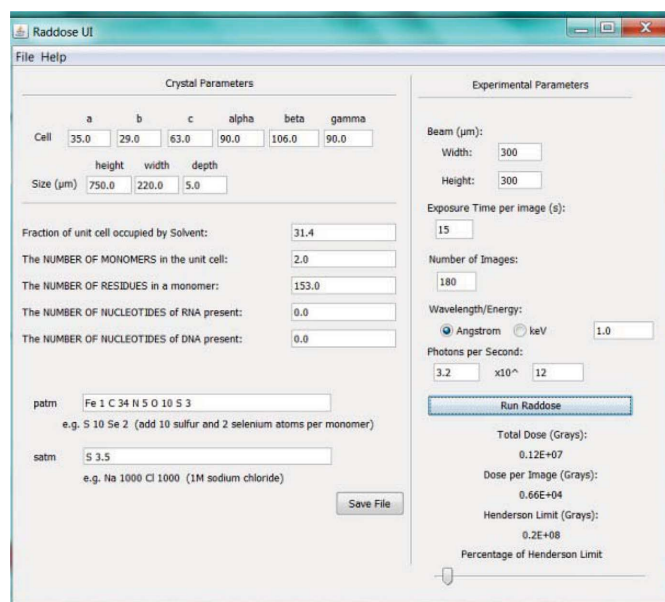 Raddose UI
File Help
Crystal Parameters
a b c alpha beta gamma
Cell 35.0 29.0 63.0 90.0 106.0 90.0
height width depth
Size (µm) 750.0 220.0 5.0
Fraction of unit cell occupied by Solvent: 31.4
The NUMBER OF MONOMERS in the unit cell: 2.0
The NUMBER OF RESIDUES in a monomer: 153.0
The NUMBER OF NUCLEOTIDES of RNA present: 0.0
The NUMBER OF NUCLEOTIDES of DNA present: 0.0
patm Fe 1 C 34 N 5 O 10 S 3
e.g. S 10 Se 2 (add 10 sulfur and 2 selenium atoms per monomer)
satm S 3.5
e.g. Na 1000 Cl 1000 (1M sodium chloride)
Save File
Experimental Parameters
Beam (µm):
Width: 300
Height: 300
Exposure Time per image (s):
15
Number of Images:
180
Wavelength/Energy:
Angstrom keV 1.0
Photons per Second:
3.2 x10^ 12
Run Raddose
Total Dose (Grays):
0.12E+07
Dose per Image (Grays):
0.66E+04
Henderson Limit (Grays):
0.2E+08
Percentage of Henderson Limit